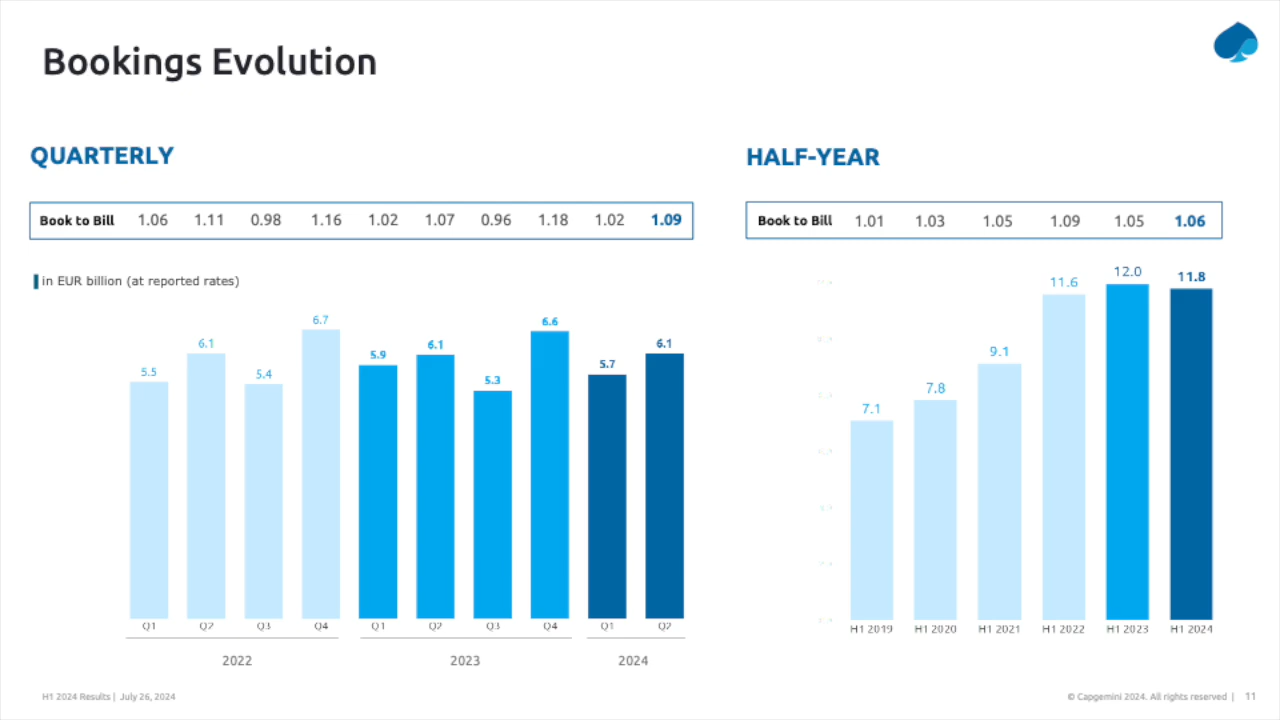 Bookings Evolution
QUARTERLY
Book to Bill 1.06 1.11 0.98 1.16 1.02 1.07 0.96 1.18 1.02 1.09
in EUR billion (at reported rates)
5.5 6.1 5.4 6.7 5.9 6.1 5.3 6.6 5.7 6.1
Q1 Q2 Q3 Q4 Q1 Q2 Q3 Q4 Q1 Q2
2022 2023 2024
HALF-YEAR
Book to Bill 1.01 1.03 1.05 1.09 1.05 1.06
7.1 7.8 9.1 11.6 12.0 11.8
H1 2019 H1 2020 H1 2021 H1 2022 H1 2023 H1 2024
H1 2024 Results | July 26, 2024
© Capgemini 2024. All rights reserved | 11